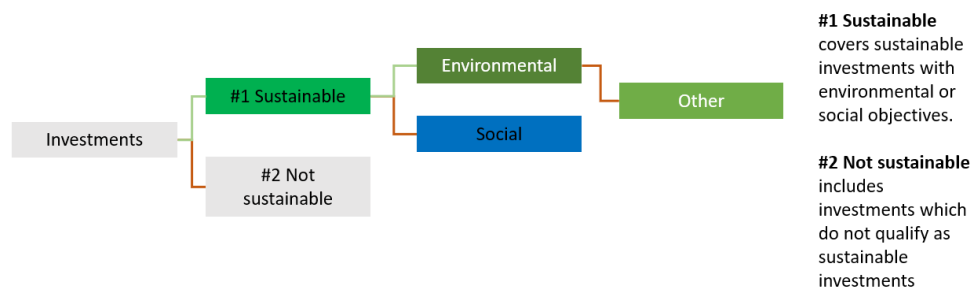 Investments
#1 Sustainable
#2 Not
sustainable
Environmental
Social
Other
#1 Sustainable
covers sustainable
investments with
environmental or
social objectives.
#2 Not sustainable
includes
investments which
do not qualify as
sustainable
investments